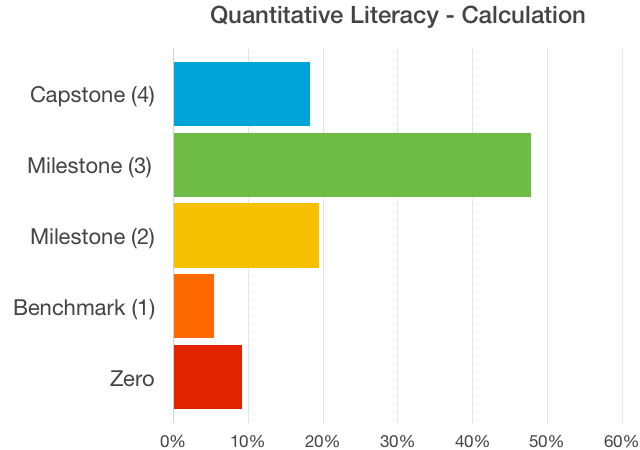 Quantitative Literacy - Calculation
Capstone (4)
Milestone (3)
Milestone (2)
Benchmark (1)
Zero
0% 10% 20% 30% 40% 50% 60%